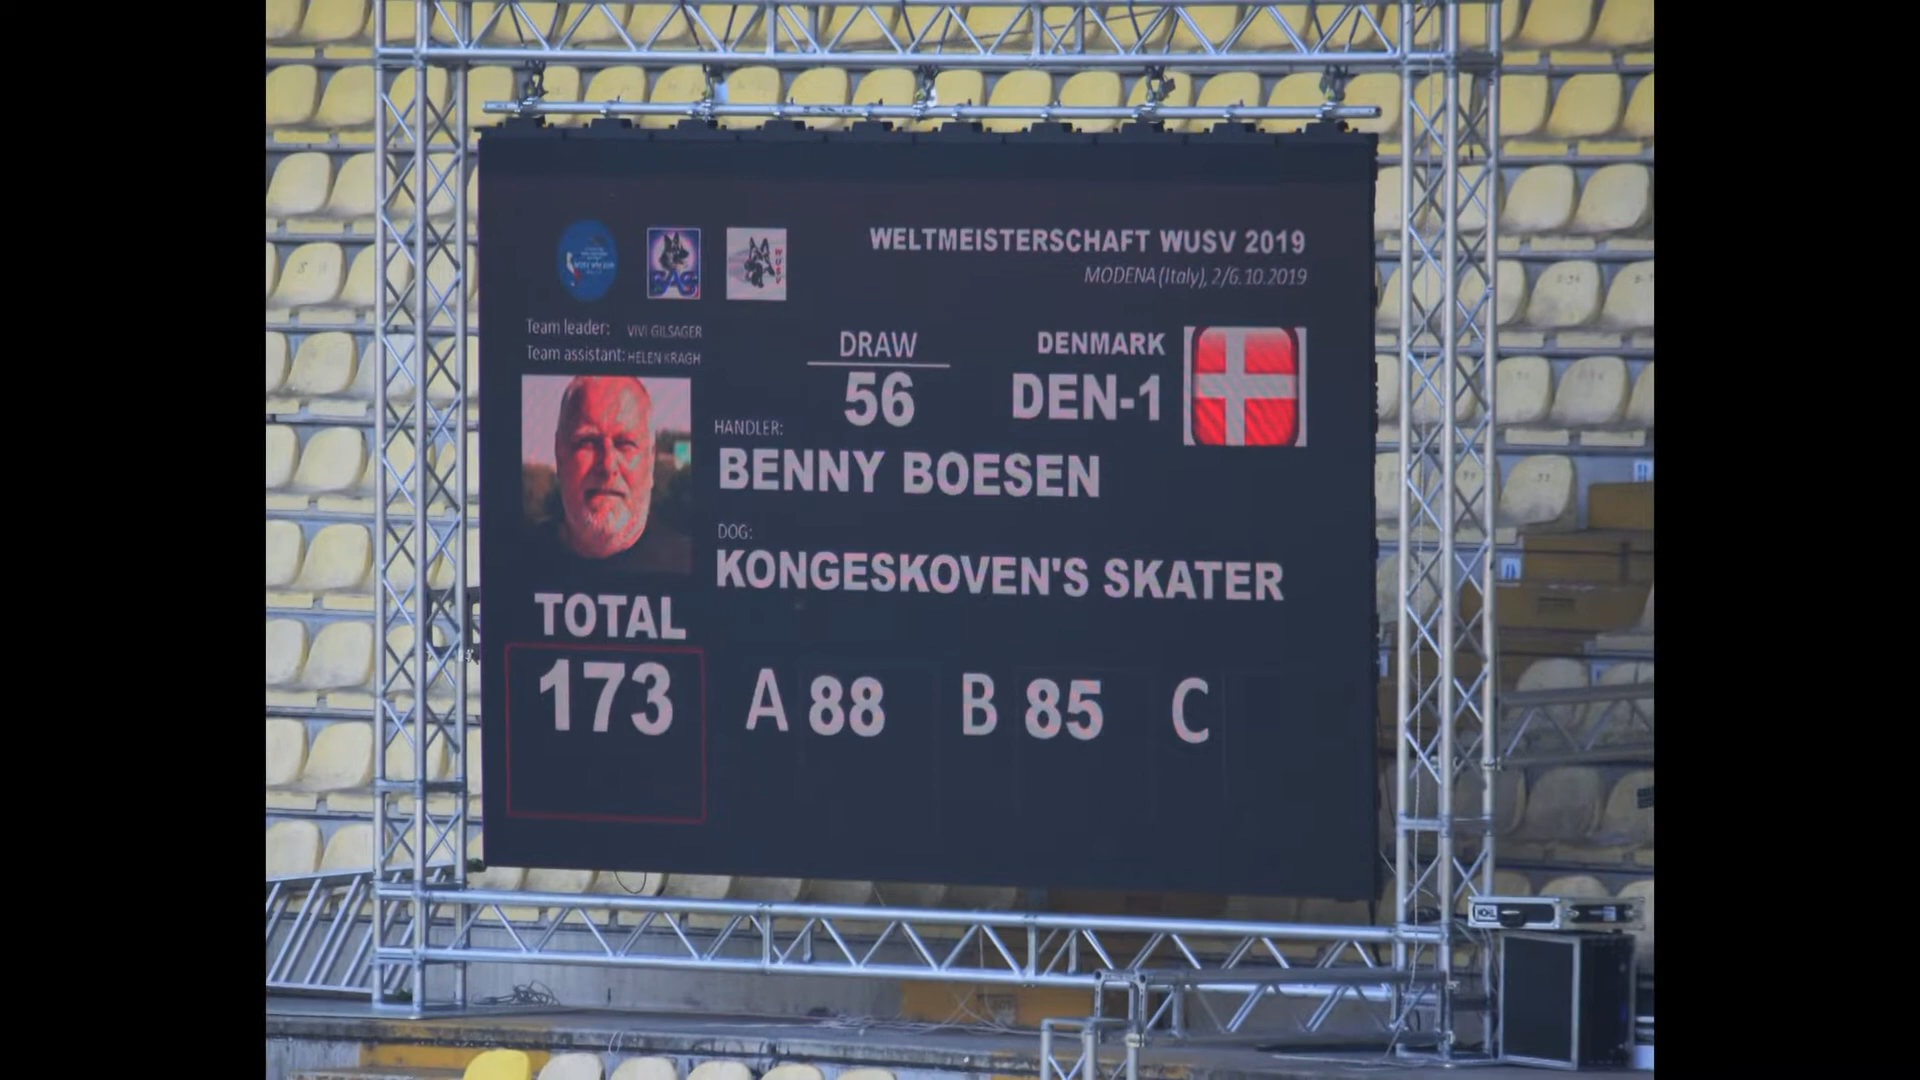 WELTMEISTERSCHAFT WUSV 2019
MODENA (Italy), 2/6.10.2019
Team leader: VIVI GILSAGER
Team assistant: HELEN KRAGH
DRAW
56
DENMARK
DEN-1
HANDLER:
BENNY BOESEN
DOG:
KONGESKOVEN'S SKATER
TOTAL
173
A 88 B 85 C